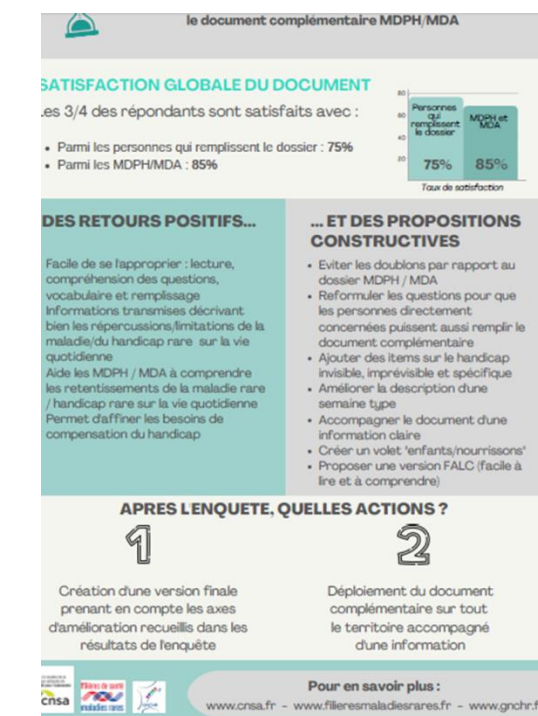 le document complémentaire MDPH/MDA
SATISFACTION GLOBALE DU DOCUMENT
Les 3/4 des répondants sont satisfaits avec :
• Parmi les personnes qui remplissent le dossier : 75%
• Parmi les MDPH/MDA : 85%
80
60
40
20
Personnes
qui
remplissent
le dossier
75%
MDPH et
MDA
85%
Taux de satisfaction
DES RETOURS POSITIFS...
Facile de se l'approprier : lecture,
compréhension des questions,
vocabulaire et remplissage
Informations transmises décrivant
bien les répercussions/limitations de la
maladie/du handicap rare sur la vie
quotidienne
Aide les MDPH / MDA à comprendre
les retentissements de la maladie rare
/ handicap rare sur la vie quotidienne
Permet d'affiner les besoins de
compensation du handicap
... ET DES PROPOSITIONS
CONSTRUCTIVES
• Eviter les doublons par rapport au
dossier MDPH / MDA
• Reformuler les questions pour que
les personnes directement
concernées puissent aussi remplir le
document complémentaire
• Ajouter des items sur le handicap
invisible, imprévisible et spécifique
• Améliorer la description d'une
semaine type
• Accompagner le document d'une
information claire
• Créer un volet "enfants/nourrissons"
• Proposer une version FALC (facile à
lire et à comprendre)
APRES L'ENQUETE, QUELLES ACTIONS ?
1
Création d'une version finale
prenant en compte les axes
d'amélioration recueillis dans les
résultats de l'enquête
2
Déploiement du document
complémentaire sur tout
le territoire accompagné
d'une information
cnsa
filières de santé
maladies rares
Pour en savoir plus :
www.cnsa.fr - www.filieresmaladiesrares.fr - www.gnchr.f